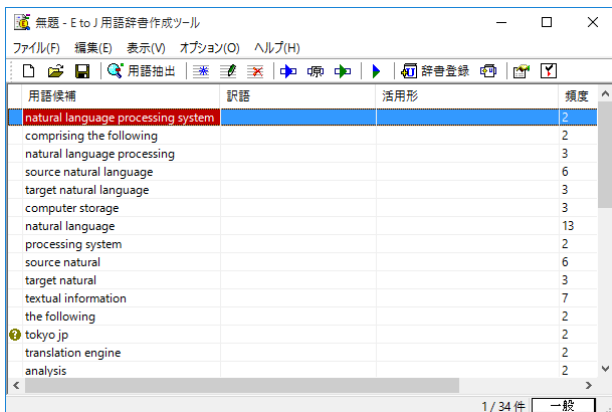 無題 - E to J 用語辞書作成ツール
ファイル(F) 編集(E) 表示(V) オプション(O) ヘルプ(H)
用語抽出 辞書登録
用語候補 訳語 活用形 頻度
natural language processing system 2
comprising the following 2
natural language processing 3
source natural language 6
target natural language 3
computer storage 3
natural language 13
processing system 2
source natural 6
target natural 3
textual information 7
the following 2
tokyo jp 2
translation engine 2
analysis 2
1 / 34 件 一般